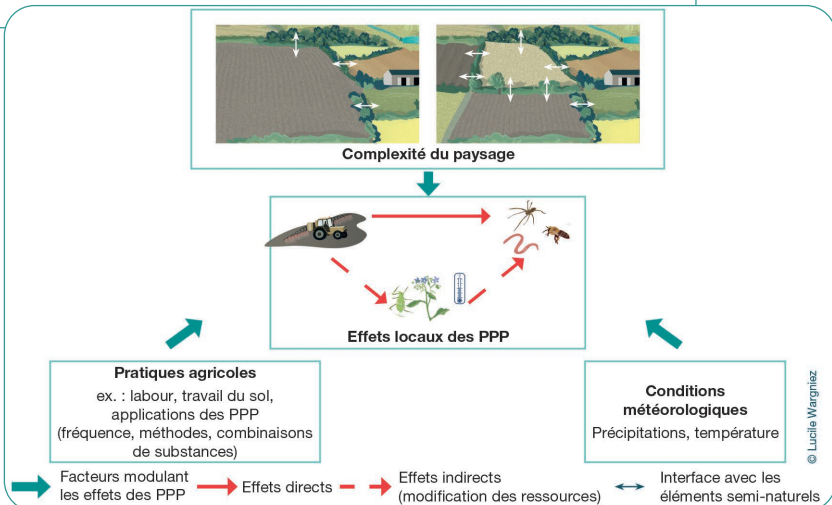 Complexité du paysage
Effets locaux des PPP
Pratiques agricoles
ex. : labour, travail du sol,
applications des PPP
(fréquence, méthodes, combinaisons
de substances)
Conditions
météorologiques
Précipitations, température
© Lucile Wargniez
Facteurs modulant
les effets des PPP
Effets directs
Effets indirects
(modification des ressources)
Interface avec les
éléments semi-naturels